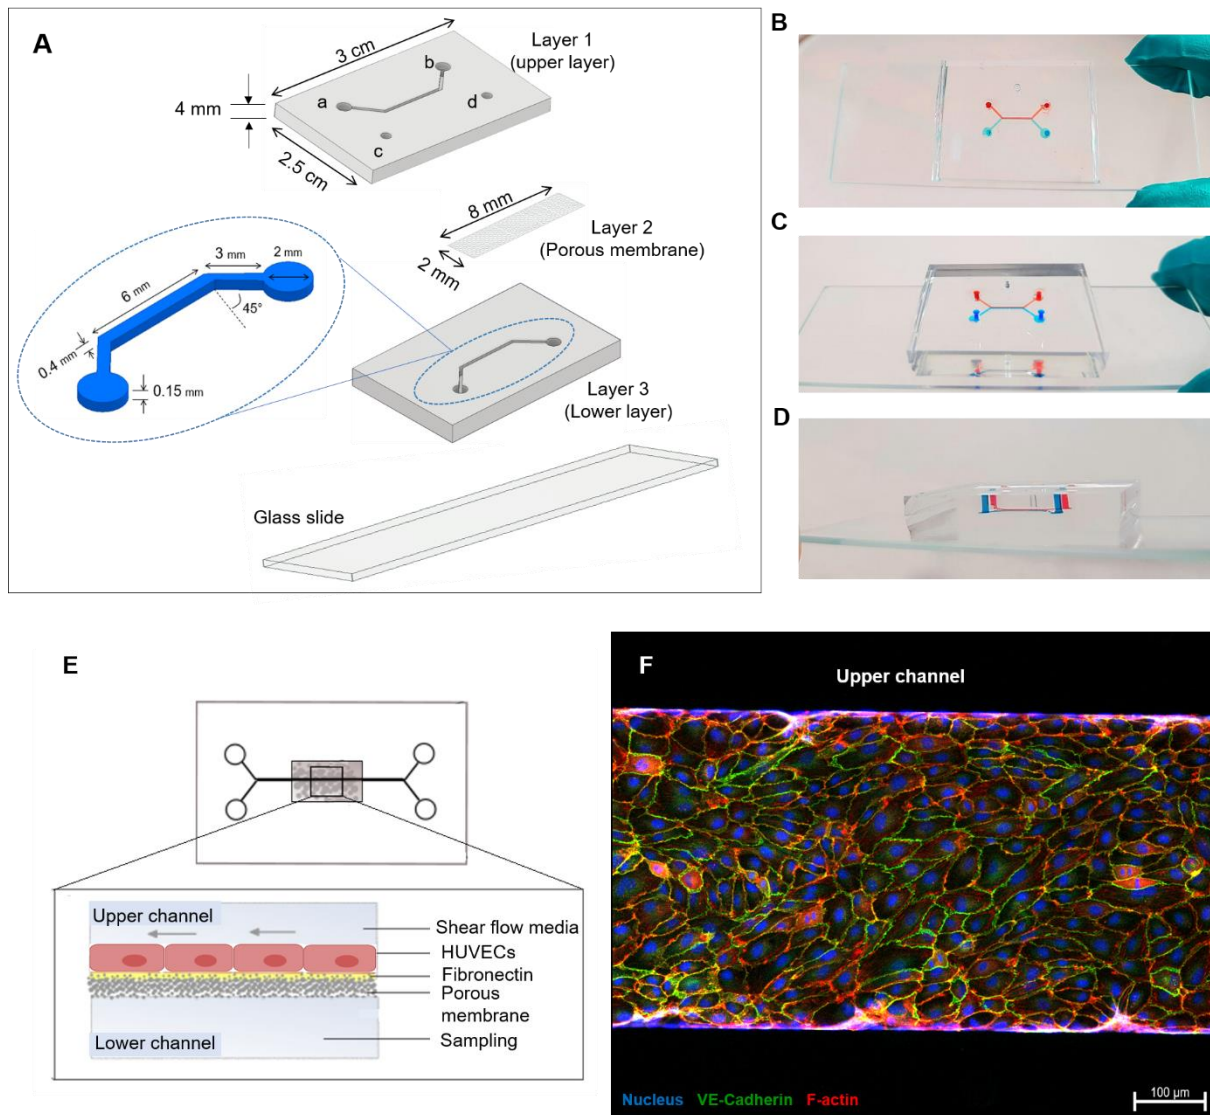 A
3 cm
Layer 1
(upper layer)
b
a
d
4 mm
c
2.5 cm
8 mm
Layer 2
(Porous membrane)
2 mm
3 mm
2 mm
6 mm
45°
0.4 mm
0.15 mm
Layer 3
(Lower layer)
Glass slide
B
C
D
E
Upper channel
Shear flow media
HUVECs
Fibronectin
Porous
membrane
Lower channel
Sampling
F
Upper channel
Nucleus VE-Cadherin F-actin
100 µm